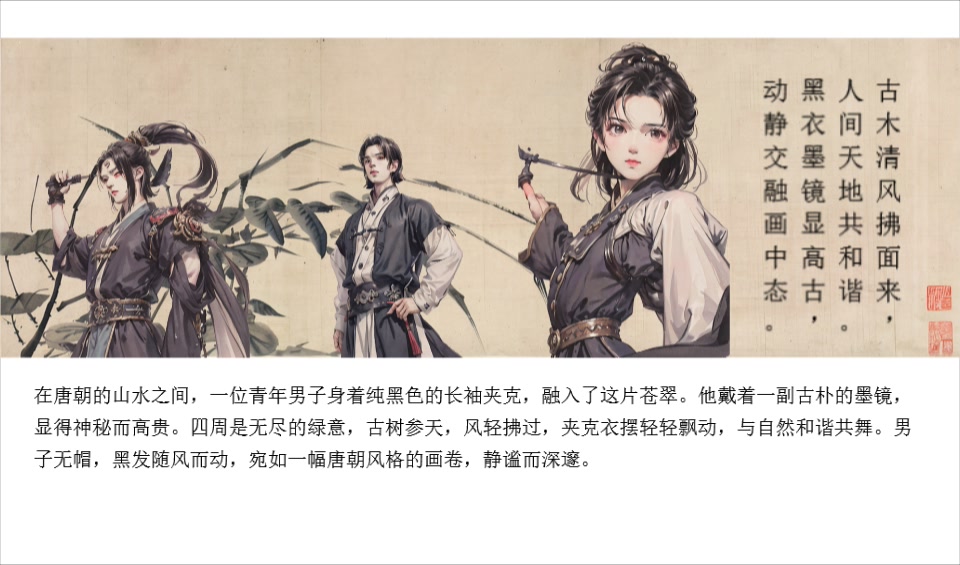 古木清风拂面来，
人间天地共和谐。
黑衣墨镜显高古，
动静交融画中态。
在唐朝的山水之间，一位青年男子身着纯黑色的长袖夹克，融入了这片苍翠。他戴着一副古朴的墨镜，
显得神秘而高贵。四周是无尽的绿意，古树参天，风轻拂过，夹克衣摆轻轻飘动，与自然和谐共舞。男
子无帽，黑发随风而动，宛如一幅唐朝风格的画卷，静谧而深邃。